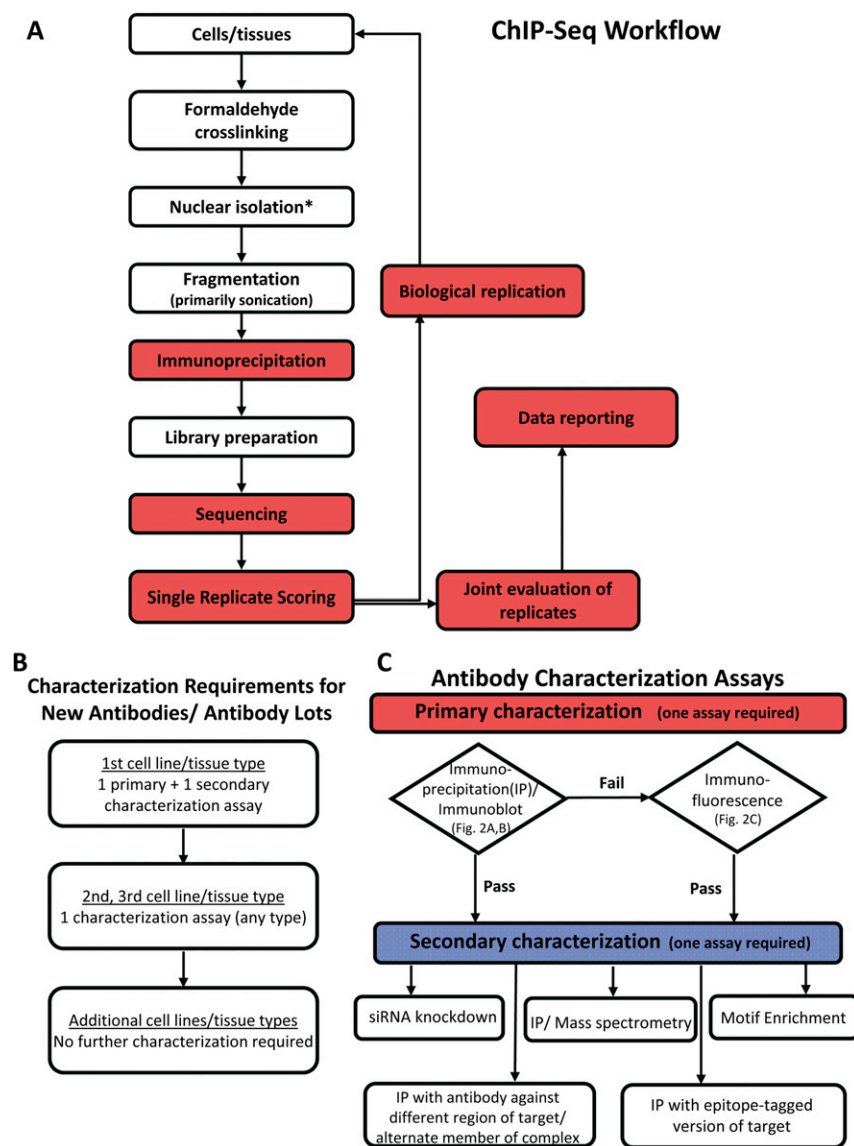 A
ChIP-Seq Workflow
Cells/tissues
Formaldehyde
crosslinking
Nuclear isolation*
Fragmentation
(primarily sonication)
Biological replication
Immunoprecipitation
Data reporting
Library preparation
Sequencing
Single Replicate Scoring
Joint evaluation of
replicates
B
Characterization Requirements for
New Antibodies/ Antibody Lots
1st cell line/tissue type
1 primary + 1 secondary
characterization assay
2nd, 3rd cell line/tissue type
1 characterization assay (any type)
Additional cell lines/tissue types
No further characterization required
C
Antibody Characterization Assays
Primary characterization (one assay required)
Immuno-
precipitation(IP)/
Immunoblot
(Fig. 2A,B)
Fail
Immuno-
fluorescence
(Fig. 2C)
Pass
Pass
Secondary characterization (one assay required)
siRNA knockdown
IP/ Mass spectrometry
Motif Enrichment
IP with antibody against
different region of target/
alternate member of complex
IP with epitope-tagged
version of target